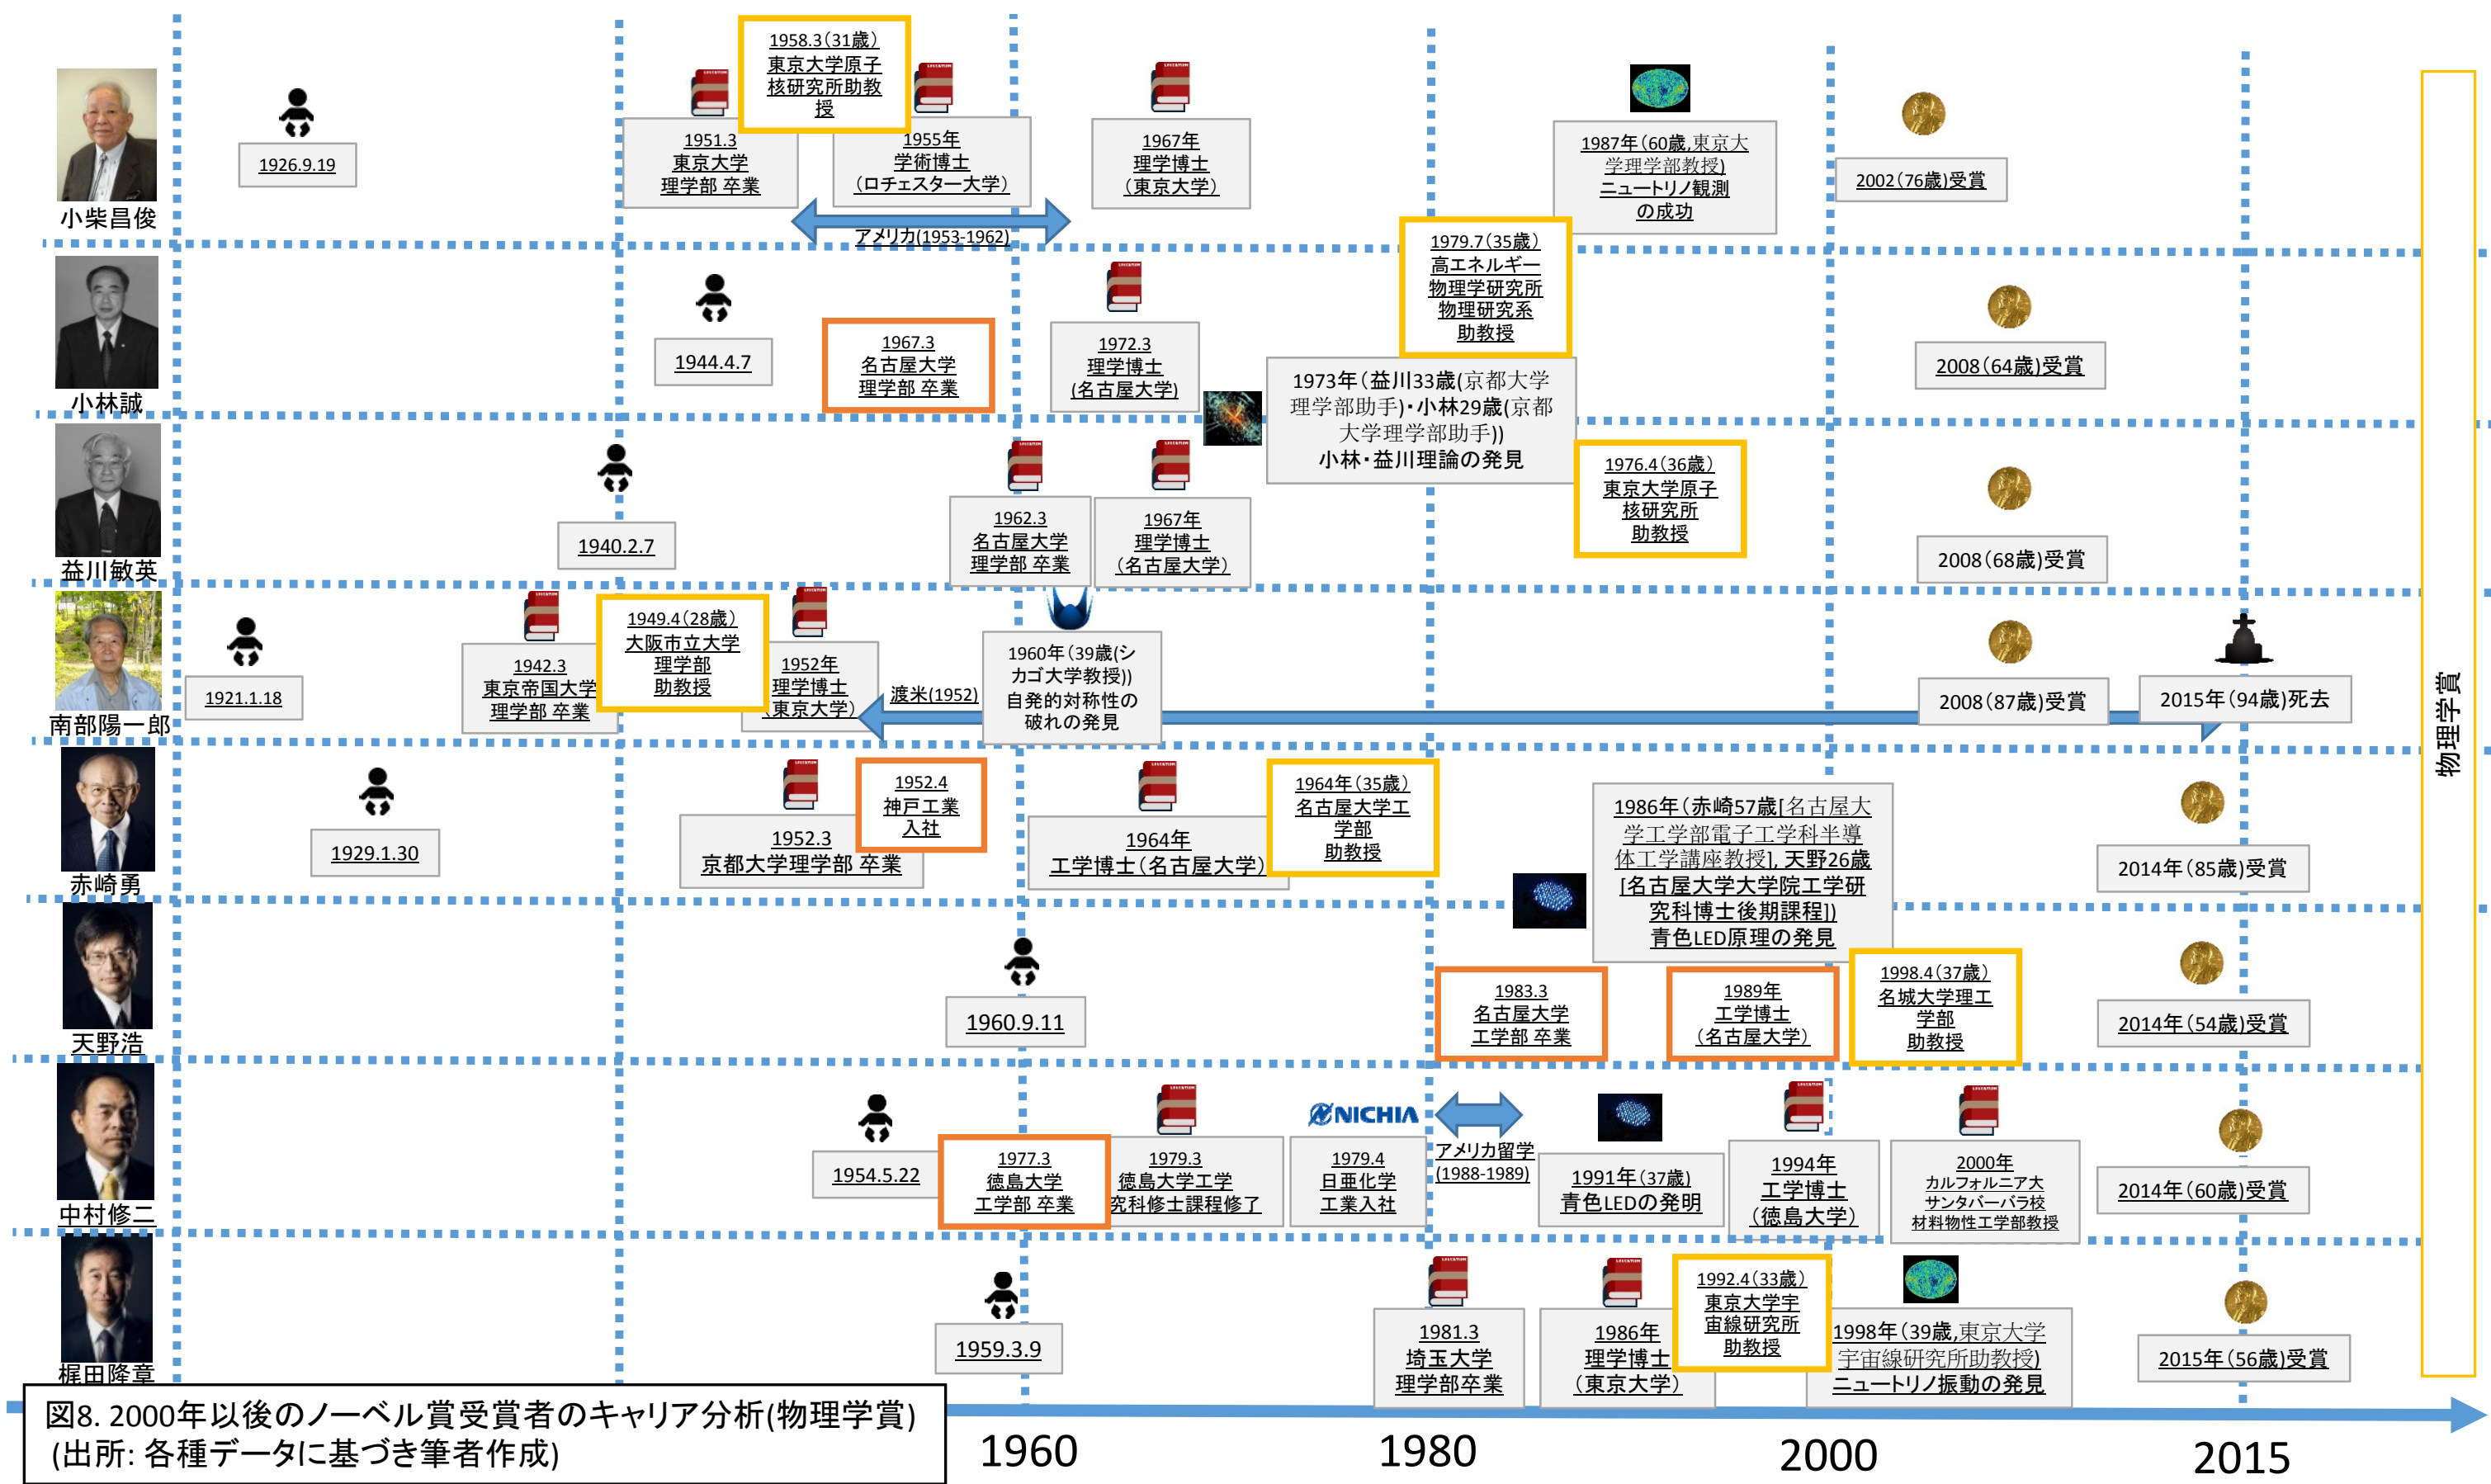 1958.3(31歳)
東京大学原子
核研究所助教
授
1926.9.19
1951.3
東京大学
理学部 卒業
1955年
学術博士
(ロチェスター大学)
1967年
理学博士
(東京大学)
1987年(60歳,東京大
学理学部教授)
ニュートリノ観測
の成功
2002(76歳)受賞
小柴昌俊
アメリカ(1953-1962)
1944.4.7
1967.3
名古屋大学
理学部 卒業
1972.3
理学博士
(名古屋大学)
1979.7(35歳)
高エネルギー
物理学研究所
物理研究系
助教授
2008(64歳)受賞
小林誠
1973年(益川33歳(京都大学
理学部助手)・小林29歳(京都
大学理学部助手))
小林・益川理論の発見
1940.2.7
1962.3
名古屋大学
理学部 卒業
1967年
理学博士
(名古屋大学)
1976.4(36歳)
東京大学原子
核研究所
助教授
2008(68歳)受賞
益川敏英
1921.1.18
1942.3
東京帝国大学
理学部 卒業
1949.4(28歳)
大阪市立大学
理学部
助教授
1952年
理学博士
(東京大学)
渡米(1952)
1960年(39歳(シ
カゴ大学教授))
自発的対称性の
破れの発見
2008(87歳)受賞
2015年(94歳)死去
南部陽一郎
物理学賞
1929.1.30
1952.3
京都大学理学部 卒業
1952.4
神戸工業
入社
1964年
工学博士(名古屋大学)
1964年(35歳)
名古屋大学工
学部
助教授
1986年(赤崎57歳[名古屋大
学工学部電子工学科半導
体工学講座教授], 天野26歳
[名古屋大学大学院工学研
究科博士後期課程])
青色LED原理の発見
2014年(85歳)受賞
赤崎勇
1960.9.11
1983.3
名古屋大学
工学部 卒業
1989年
工学博士
(名古屋大学)
1998.4(37歳)
名城大学理工
学部
助教授
2014年(54歳)受賞
天野浩
1954.5.22
1977.3
徳島大学
工学部 卒業
1979.3
徳島大学工学
究科修士課程修了
NICHIA
1979.4
日亜化学
工業入社
アメリカ留学
(1988-1989)
1991年(37歳)
青色LEDの発明
1994年
工学博士
(徳島大学)
2000年
カルフォルニア大
サンタバーバラ校
材料物性工学部教授
2014年(60歳)受賞
中村修二
1959.3.9
1981.3
埼玉大学
理学部卒業
1986年
理学博士
(東京大学)
1992.4(33歳)
東京大学宇
宙線研究所
助教授
1998年(39歳,東京大学
宇宙線研究所助教授)
ニュートリノ振動の発見
2015年(56歳)受賞
梶田隆章
図8. 2000年以後のノーベル賞受賞者のキャリア分析(物理学賞)
(出所: 各種データに基づき筆者作成)
1960
1980
2000
2015